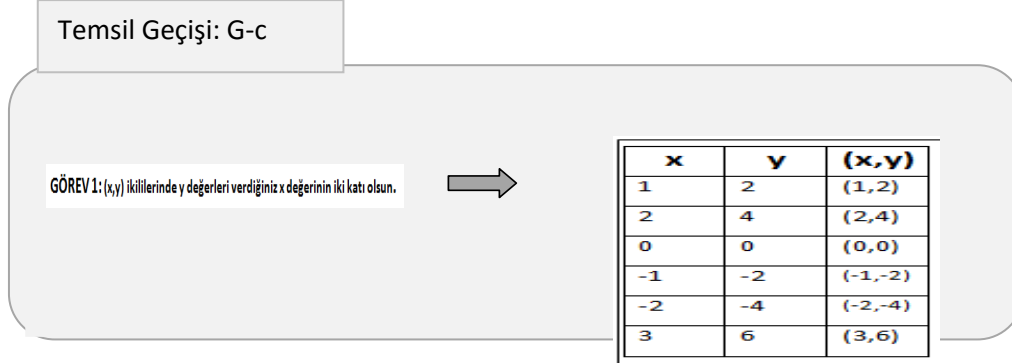 Temsil Geçişi: G-c
GÖREV 1: (x,y) ikililerinde y değerleri verdiğiniz x değerinin iki katı olsun.
x y (x,y)
1 2 (1,2)
2 4 (2,4)
0 0 (0,0)
-1 -2 (-1,-2)
-2 -4 (-2,-4)
3 6 (3,6)